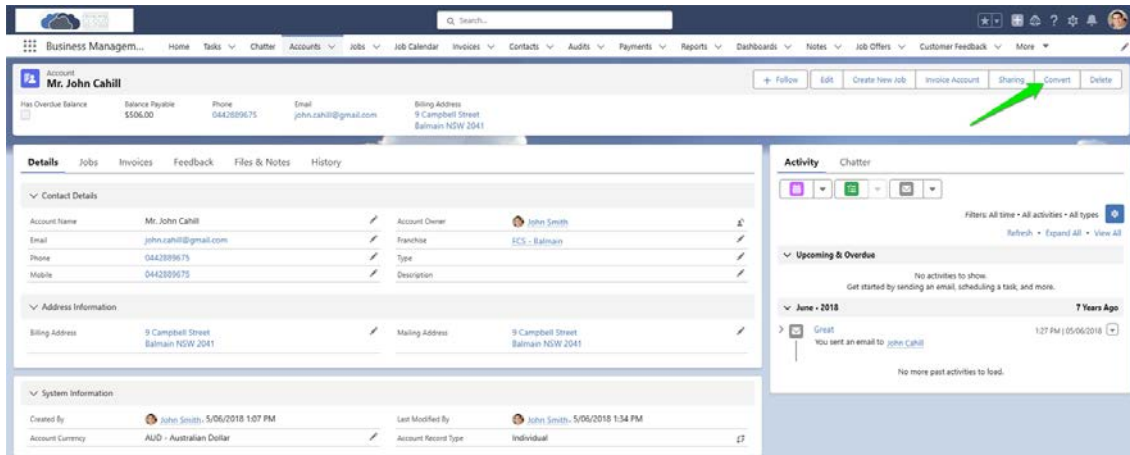 Search...
Business Managem... Home Tasks Chatter Accounts Jobs Job Calendar Invoices Contacts Audits Payments Reports Dashboards Notes Job Offers Customer Feedback More
Account
Mr. John Cahill
+ Follow Edit Create New Job Invoice Account Sharing Convert Delete
Has Overdue Balance Balance Payable Phone Email Billing Address
$506.00 0442889675 john.cahill@gmail.com 9 Campbell Street
Balmain NSW 2041
Details Jobs Invoices Feedback Files & Notes History
Contact Details
Account Name Mr. John Cahill Account Owner John Smith
Email john.cahill@gmail.com Franchise FCS - Balmain
Phone 0442889675 Type
Mobile 0442889675 Description
Address Information
Billing Address 9 Campbell Street Mailing Address 9 Campbell Street
Balmain NSW 2041 Balmain NSW 2041
System Information
Created By John Smith, 5/06/2018 1:07 PM Last Modified By John Smith, 5/06/2018 1:34 PM
Account Currency AUD - Australian Dollar Account Record Type Individual
Activity Chatter
Filters: All time • All activities • All types
Refresh • Expand All • View All
Upcoming & Overdue
No activities to show.
Get started by sending an email, scheduling a task, and more.
June • 2018 7 Years Ago
Great 1:27 PM | 05/06/2018
You sent an email to John Cahill
No more past activities to load.